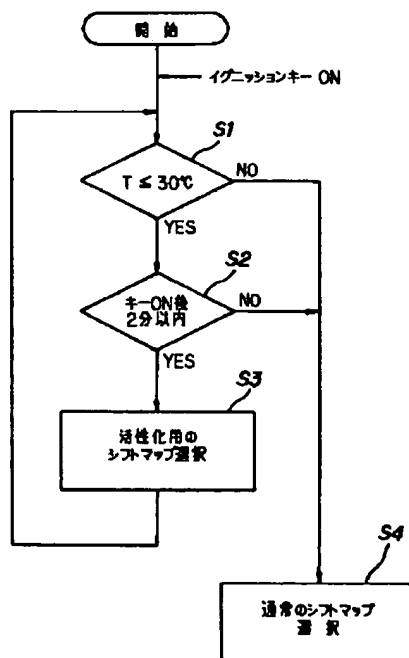 開始
イグニッションキー ON
S1
T ≤ 30℃
NO
YES
S2
キーON後
2分以内
NO
YES
S3
活性化用の
シフトマップ選択
S4
通常のシフトマップ
選択